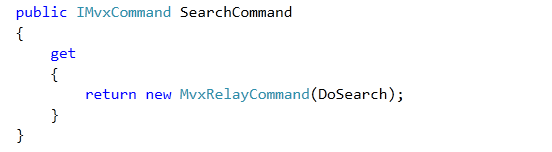 public IMvxCommand SearchCommand
{
    get
    {
        return new MvxRelayCommand(DoSearch);
    }
}